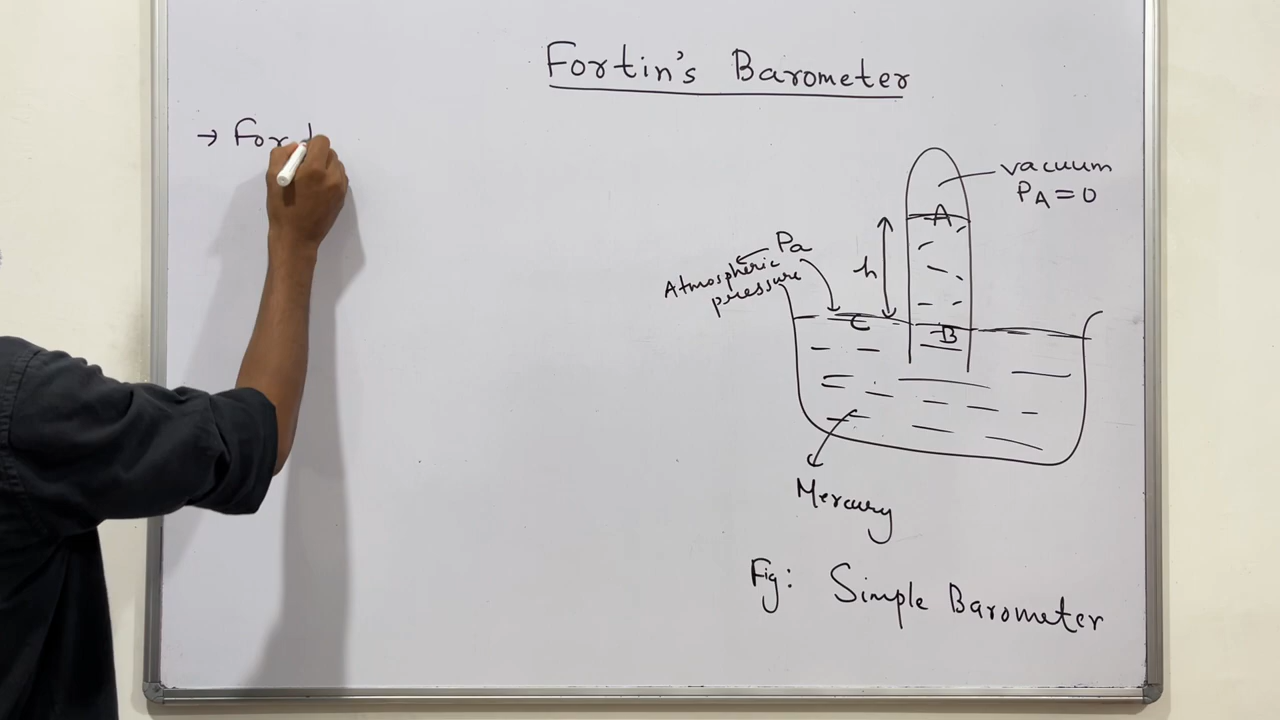 Fortin's Barometer
→ For
vacuum
PA = 0
A
Pa
Atmospheric
pressure
h
C
B
Mercury
Fig: Simple Barometer